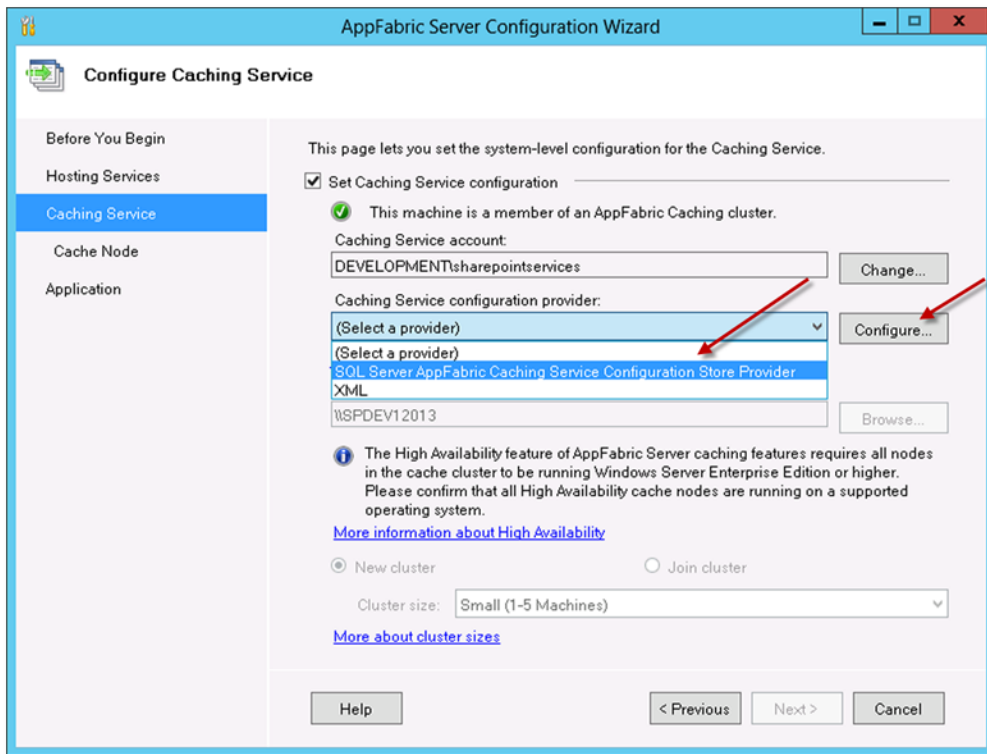 AppFabric Server Configuration Wizard
Configure Caching Service
Before You Begin
Hosting Services
Caching Service
Cache Node
Application
This page lets you set the system-level configuration for the Caching Service.
Set Caching Service configuration
This machine is a member of an AppFabric Caching cluster.
Caching Service account:
DEVELOPMENT\sharepointservices
Change...
Caching Service configuration provider:
(Select a provider)
Configure...
(Select a provider)
SQL Server AppFabric Caching Service Configuration Store Provider
XML
\\SPDEV12013
Browse...
The High Availability feature of AppFabric Server caching features requires all nodes
in the cache cluster to be running Windows Server Enterprise Edition or higher.
Please confirm that all High Availability cache nodes are running on a supported
operating system.
More information about High Availability
New cluster
Join cluster
Cluster size:
Small (1-5 Machines)
More about cluster sizes
Help
< Previous
Next >
Cancel